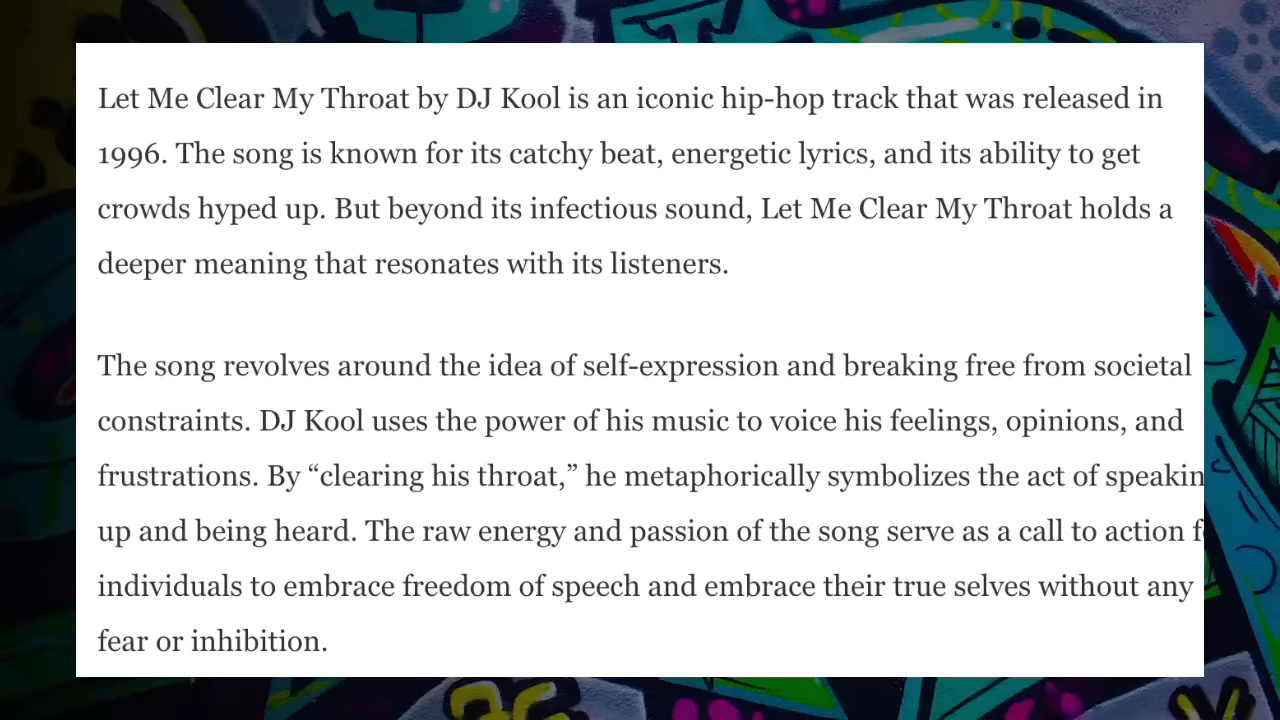 Let Me Clear My Throat by DJ Kool is an iconic hip-hop track that was released in
1996. The song is known for its catchy beat, energetic lyrics, and its ability to get
crowds hyped up. But beyond its infectious sound, Let Me Clear My Throat holds a
deeper meaning that resonates with its listeners.
The song revolves around the idea of self-expression and breaking free from societal
constraints. DJ Kool uses the power of his music to voice his feelings, opinions, and
frustrations. By “clearing his throat,” he metaphorically symbolizes the act of speakin
up and being heard. The raw energy and passion of the song serve as a call to action f
individuals to embrace freedom of speech and embrace their true selves without any
fear or inhibition.